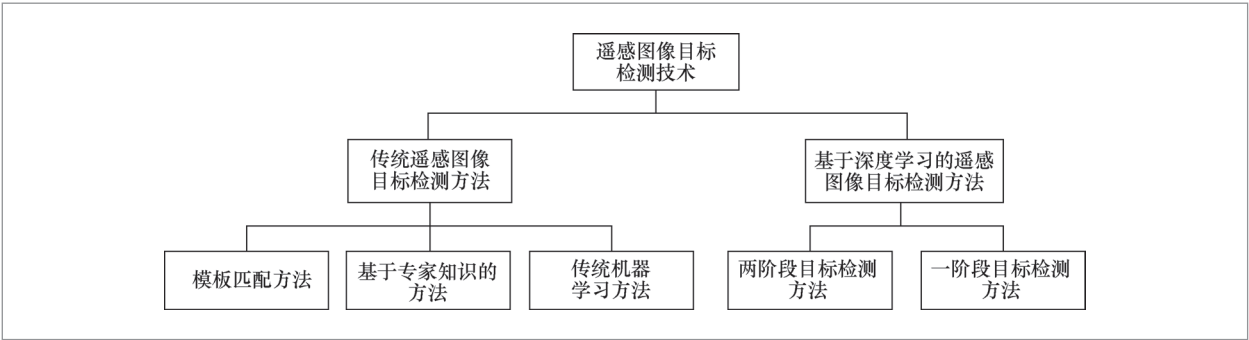 遥感图像目标
检测技术
传统遥感图像
目标检测方法
基于深度学习的遥感
图像目标检测方法
模板匹配方法
基于专家知识的
方法
传统机器
学习方法
两阶段目标检测
方法
一阶段目标检测
方法